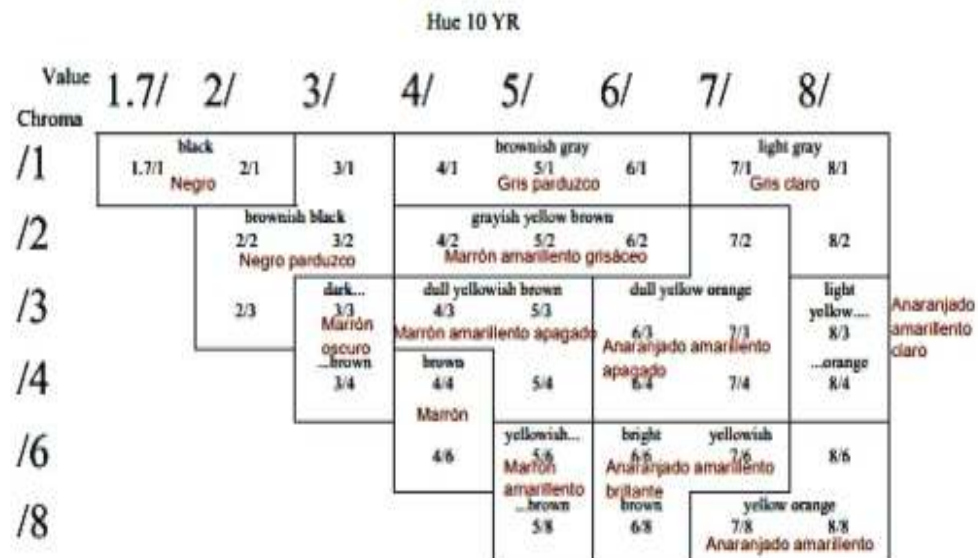 Hue 10 YR
Value 1.7/ 2/ 3/ 4/ 5/ 6/ 7/ 8/
Chroma
black brownish gray light gray
/1 1.7/1 2/1 3/1 4/1 5/1 6/1 7/1 8/1
Negro Gris parduzco Gris claro
brownish black grayish yellow brown
/2 2/2 3/2 4/2 5/2 6/2 7/2 8/2
Negro parduzco Marrón amarillento grisáceo
dark... dull yellowish brown dull yellow orange light
yellow....
/3 2/3 3/3 4/3 5/3 6/3 7/3 8/3
Marrón oscuro Marrón amarillento apagado Anaranjado amarillento apagado Anaranjado amarillento claro
...brown brown ...orange
/4 3/4 4/4 5/4 6/4 7/4 8/4
Marrón
yellowish... bright yellowish
/6 4/6 5/6 6/6 7/6 8/6
Marrón amarillento Anaranjado amarillento brillante
...brown brown yellow orange
/8 5/8 6/8 7/8 8/8
Anaranjado amarillento